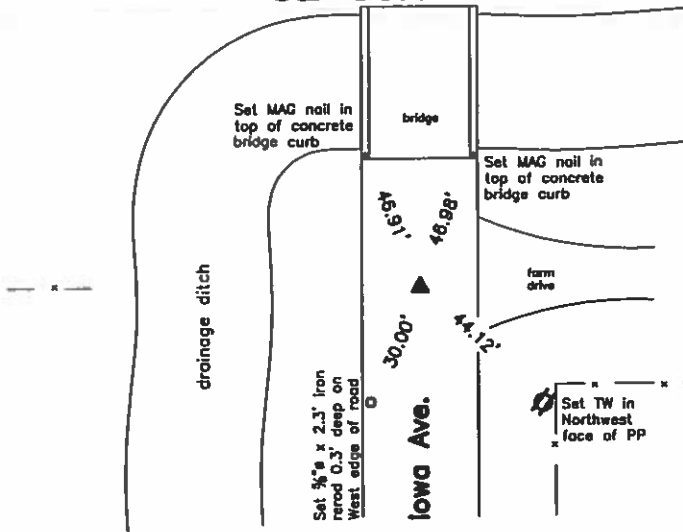 Set MAG nail in
top of concrete
bridge curb
bridge
Set MAG nail in
top of concrete
bridge curb
46.98'
drainage ditch
farm
drive
30.00'
44.12'
Set ⅝"ø x 2.3' iron
rerod 0.3' deep on
West edge of road
Iowa Ave.
Set TW in
Northwest
face of PP